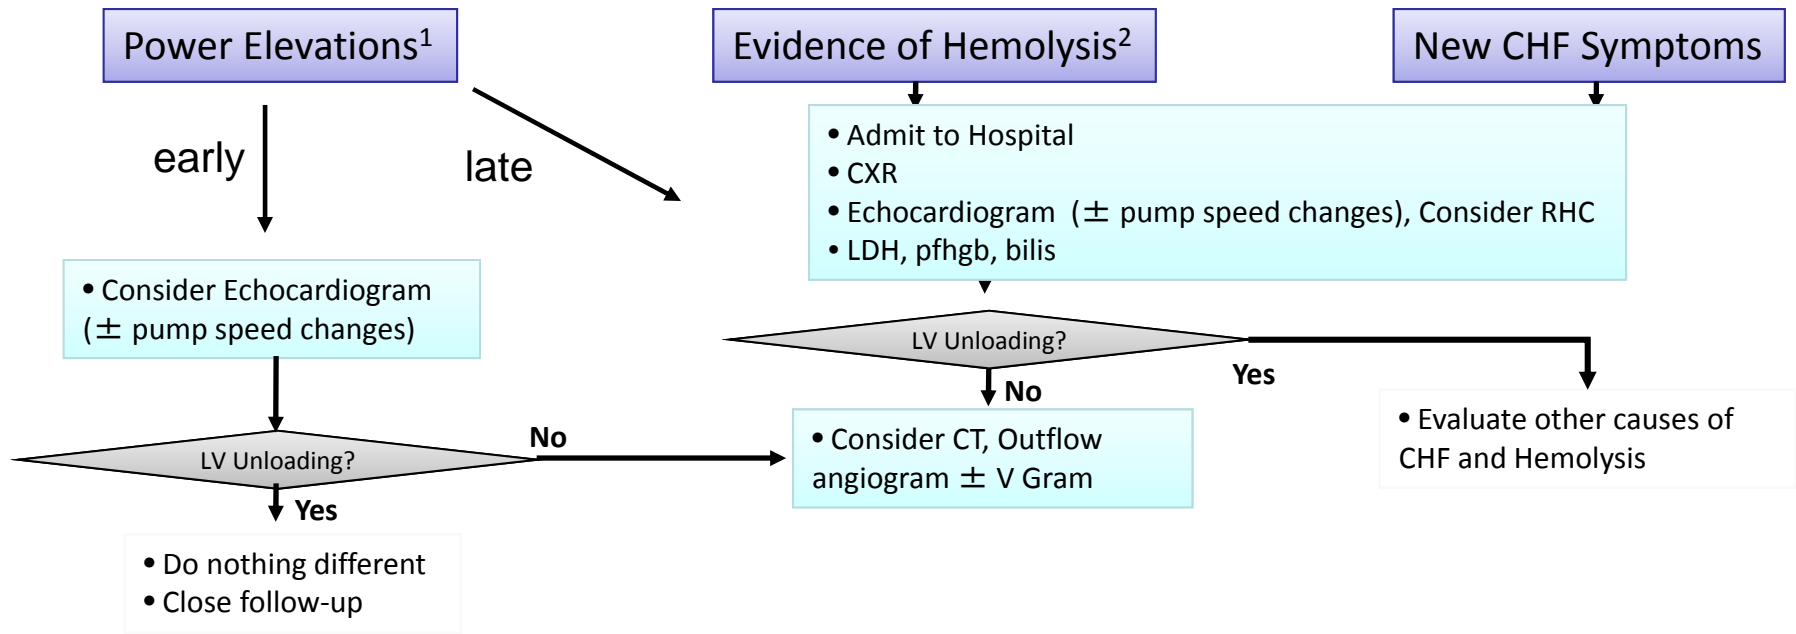 Power Elevations¹
Evidence of Hemolysis²
New CHF Symptoms
early
late
• Admit to Hospital
• CXR
• Echocardiogram (± pump speed changes), Consider RHC
• LDH, pfhgb, bilis
• Consider Echocardiogram
(± pump speed changes)
LV Unloading?
No
Yes
• Consider CT, Outflow
angiogram ± V Gram
• Evaluate other causes of
CHF and Hemolysis
LV Unloading?
No
Yes
• Do nothing different
• Close follow-up